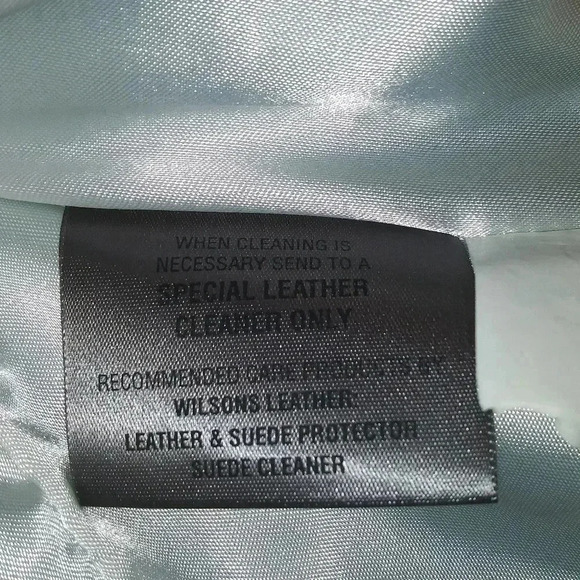 WHEN CLEANING IS
NECESSARY SEND TO A
SPECIAL LEATHER
CLEANER ONLY
RECOMMENDED CARE PRODUCTS BY
WILSONS LEATHER:
LEATHER & SUEDE PROTECTOR
SUEDE CLEANER